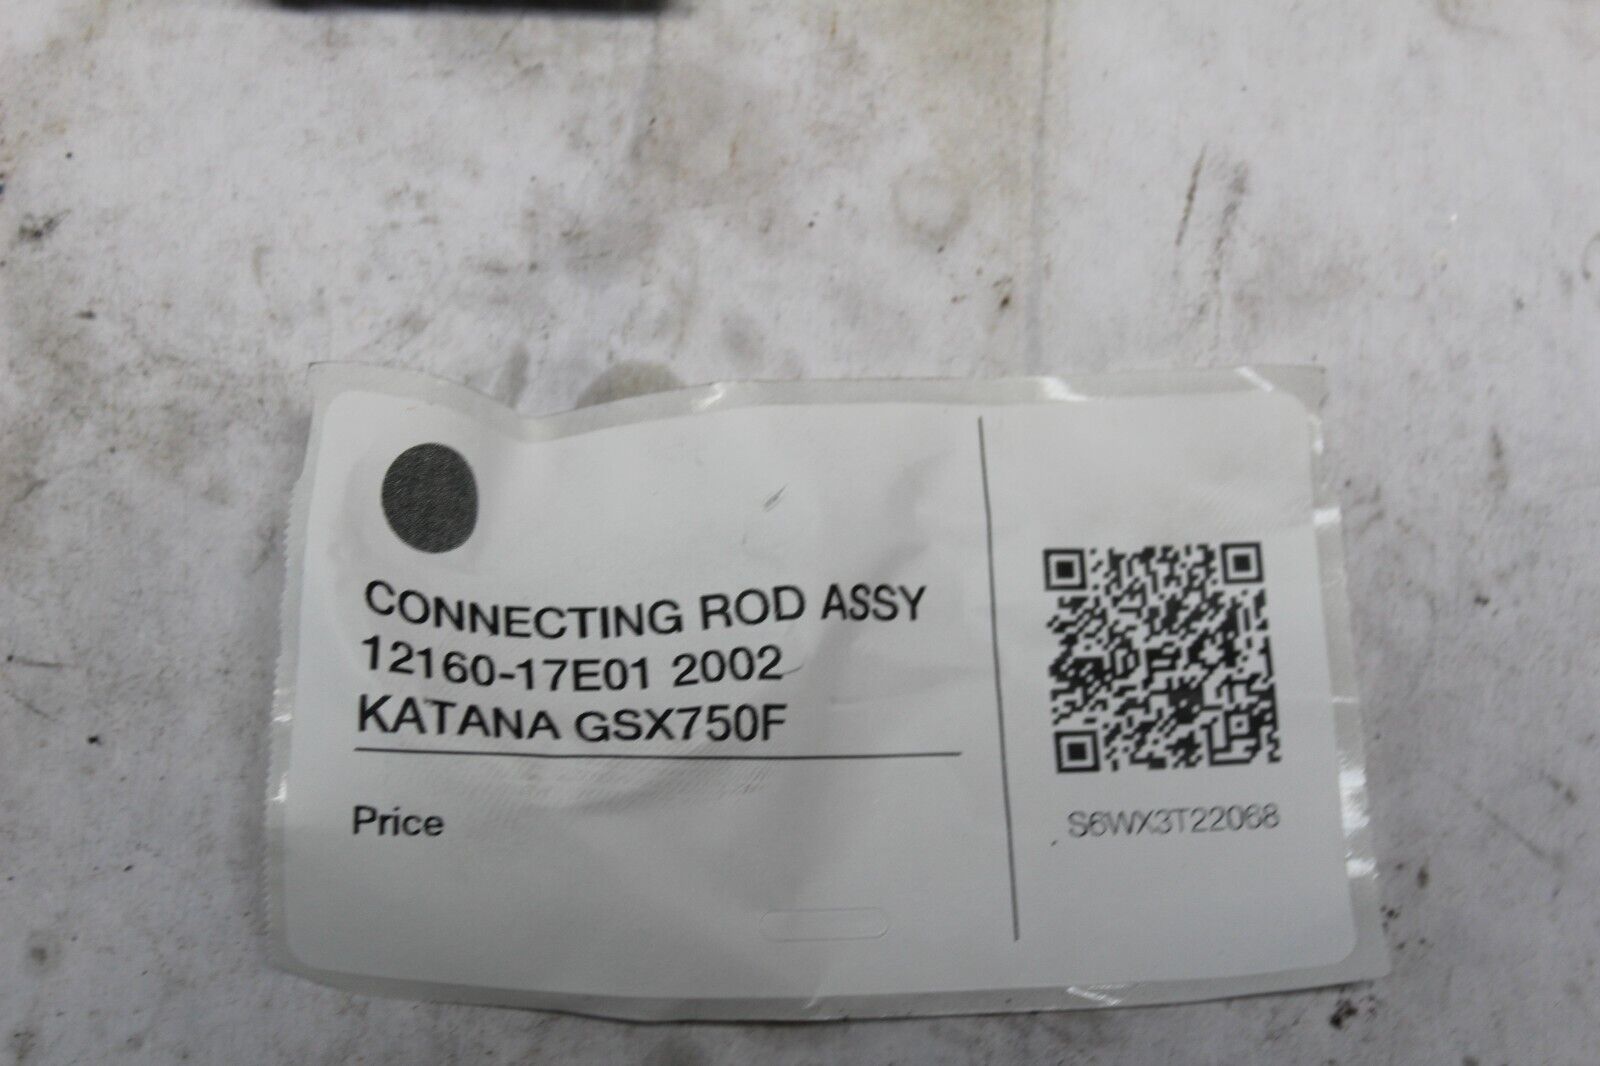 CONNECTING ROD ASSY
12160-17E01 2002
KATANA GSX750F
Price
S6WX3T22068